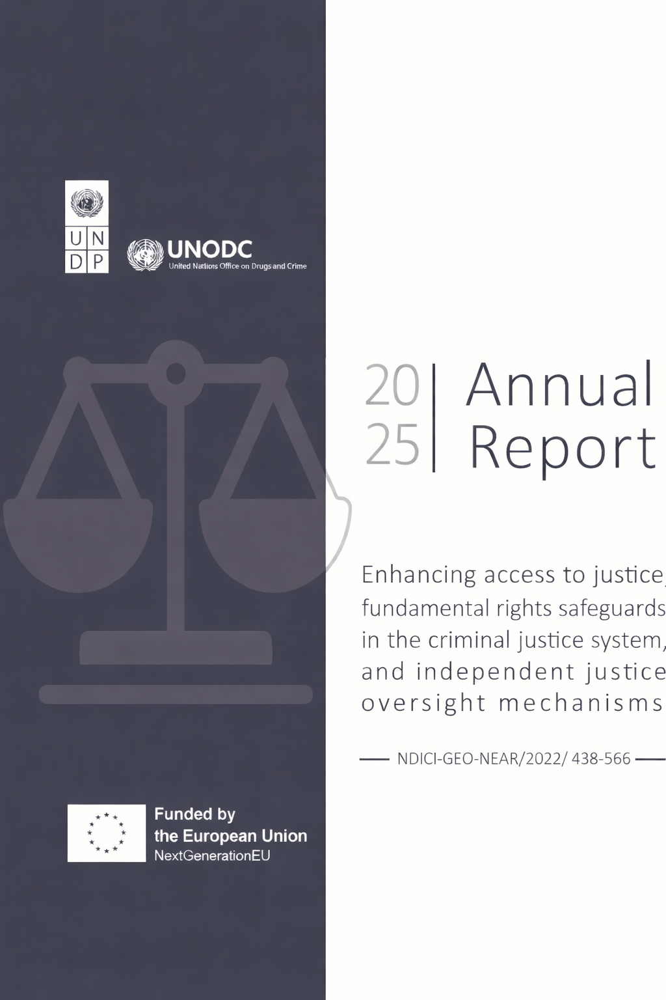 UN
DP
UNODC
United Nations Office on Drugs and Crime
20
25
Annual
Report
Enhancing access to justice,
fundamental rights safeguards
in the criminal justice system,
and independent justice
oversight mechanisms
NDICI-GEO-NEAR/2022/ 438-566
Funded by
the European Union
NextGenerationEU